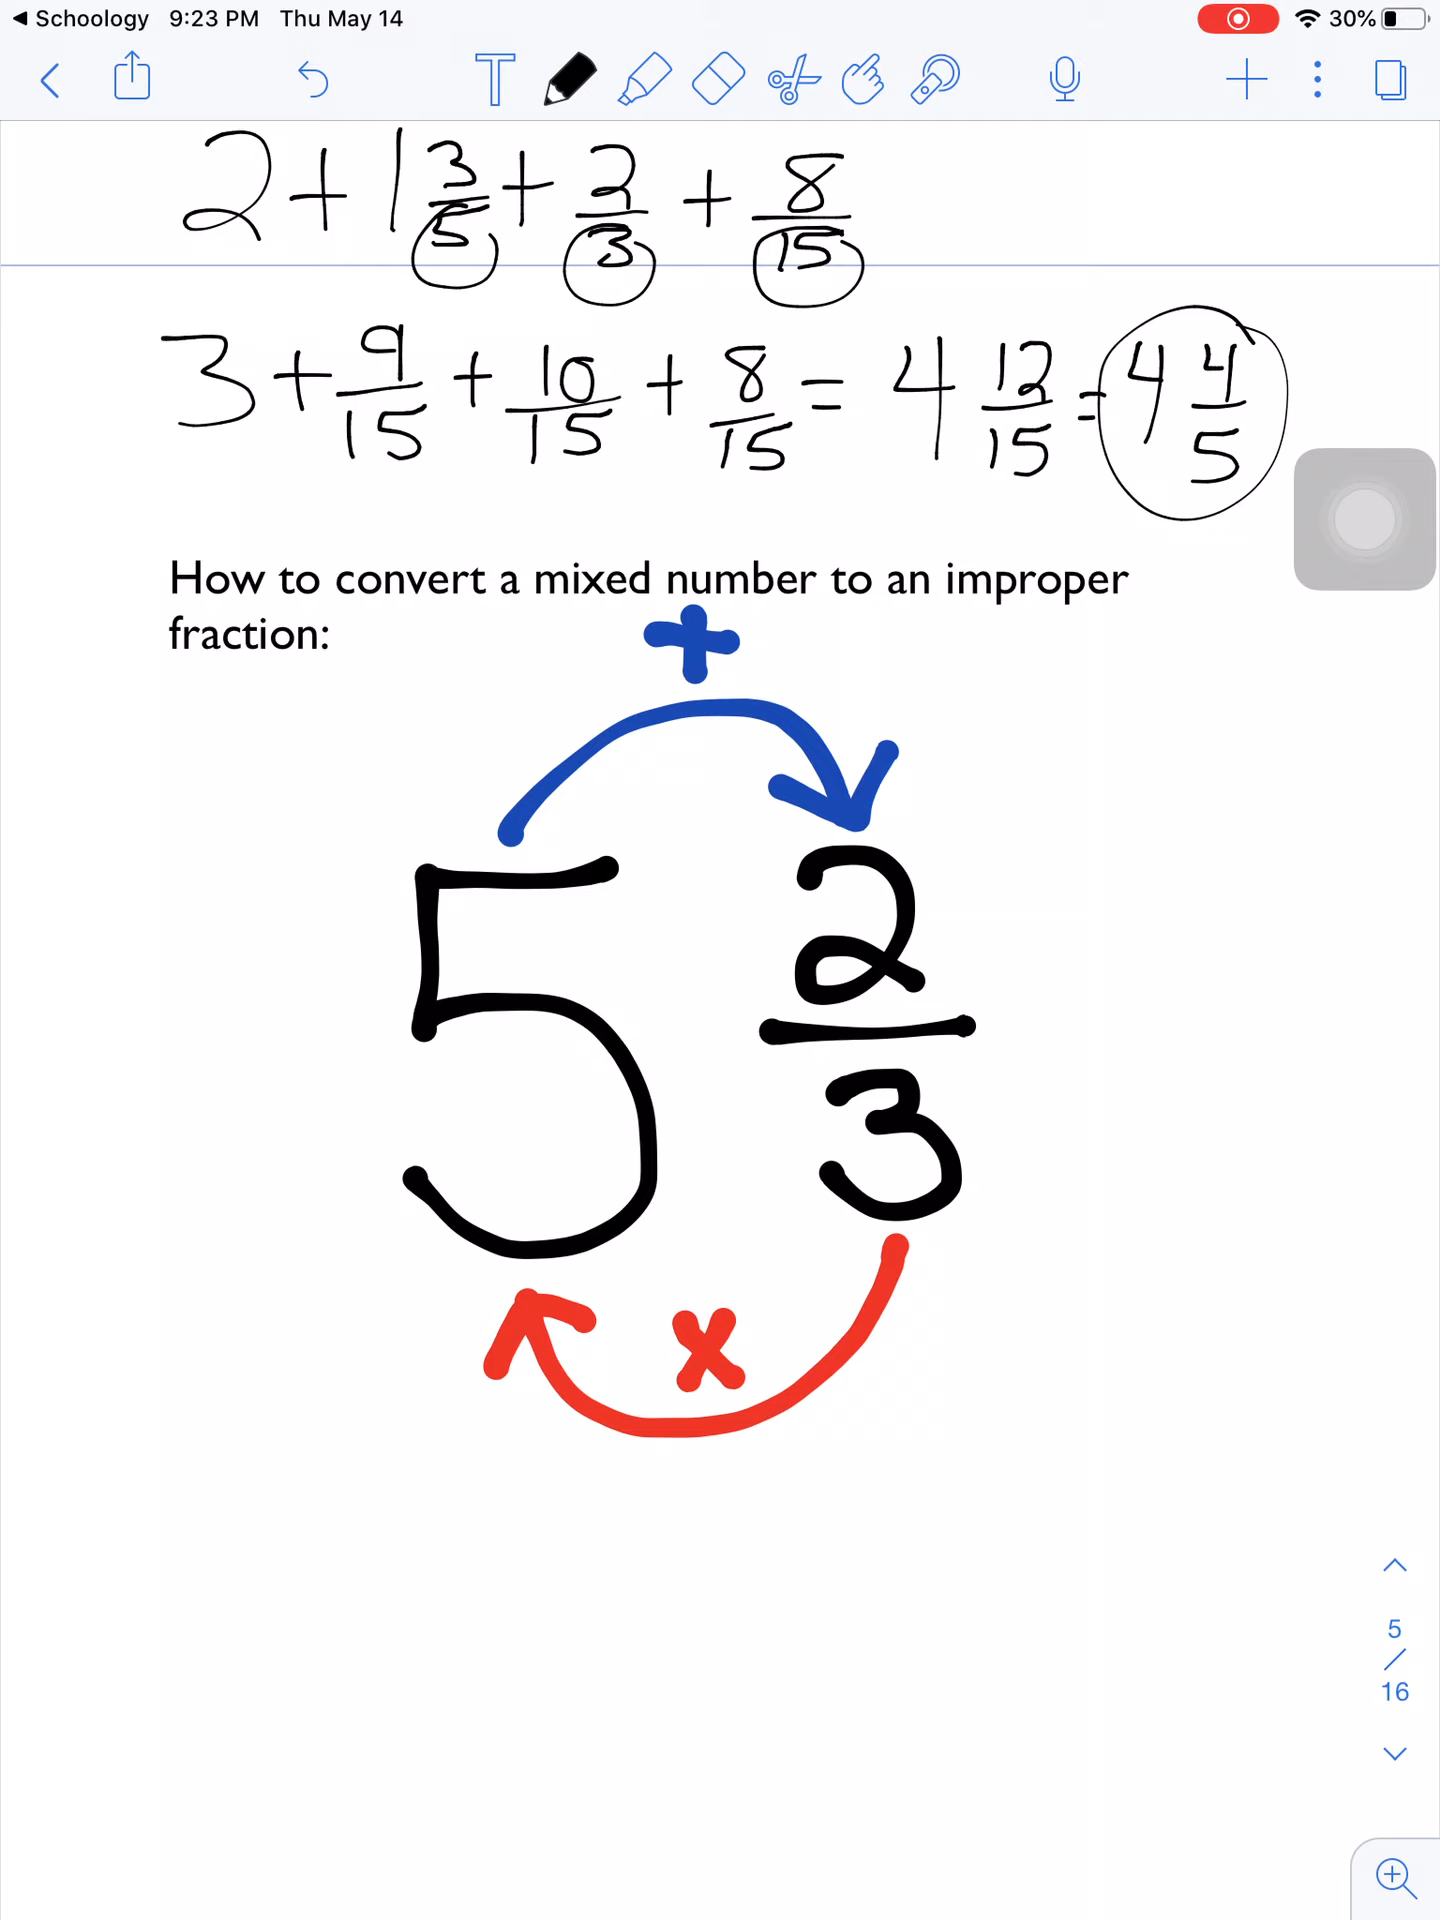 Schoology 9:23 PM Thu May 14 30%
T
2 + 1 3/5 + 2/3 + 8/15
3 + 9/15 + 10/15 + 8/15 = 4 12/15 = 4 4/5
How to convert a mixed number to an improper
fraction:
+
5 2/3
x
5
/
16